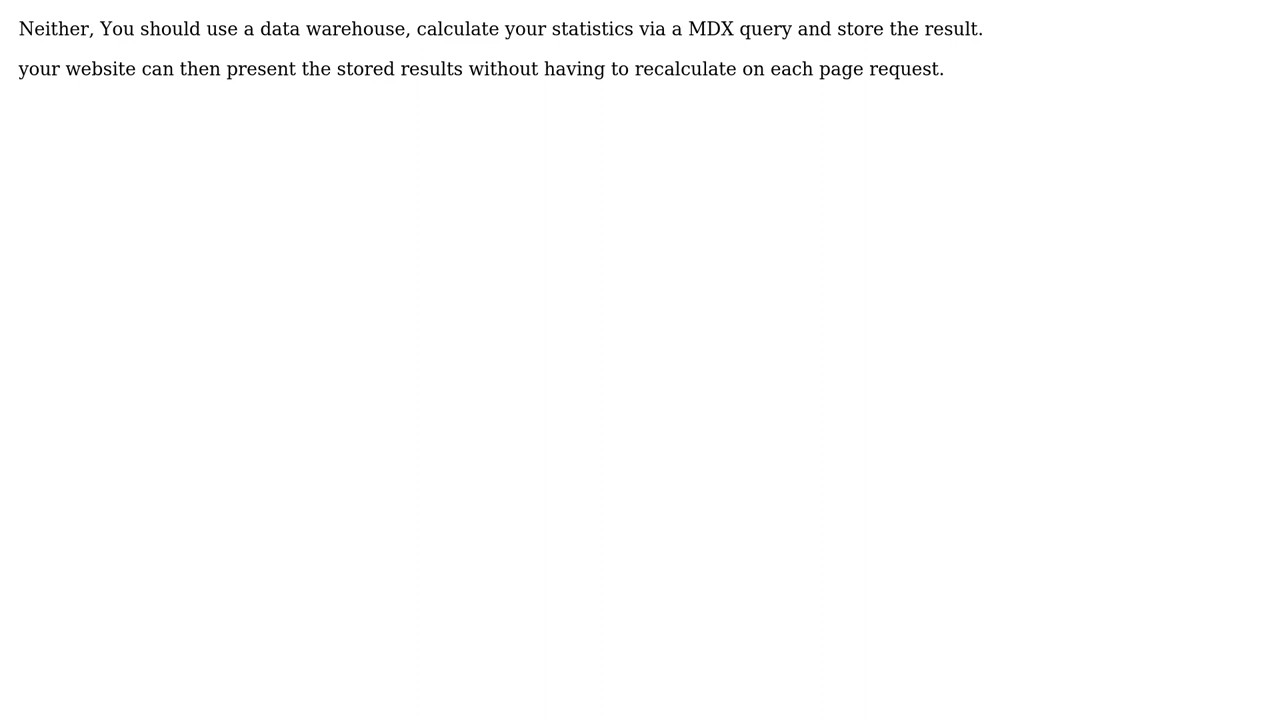 Neither, You should use a data warehouse, calculate your statistics via a MDX query and store the result.
your website can then present the stored results without having to recalculate on each page request.